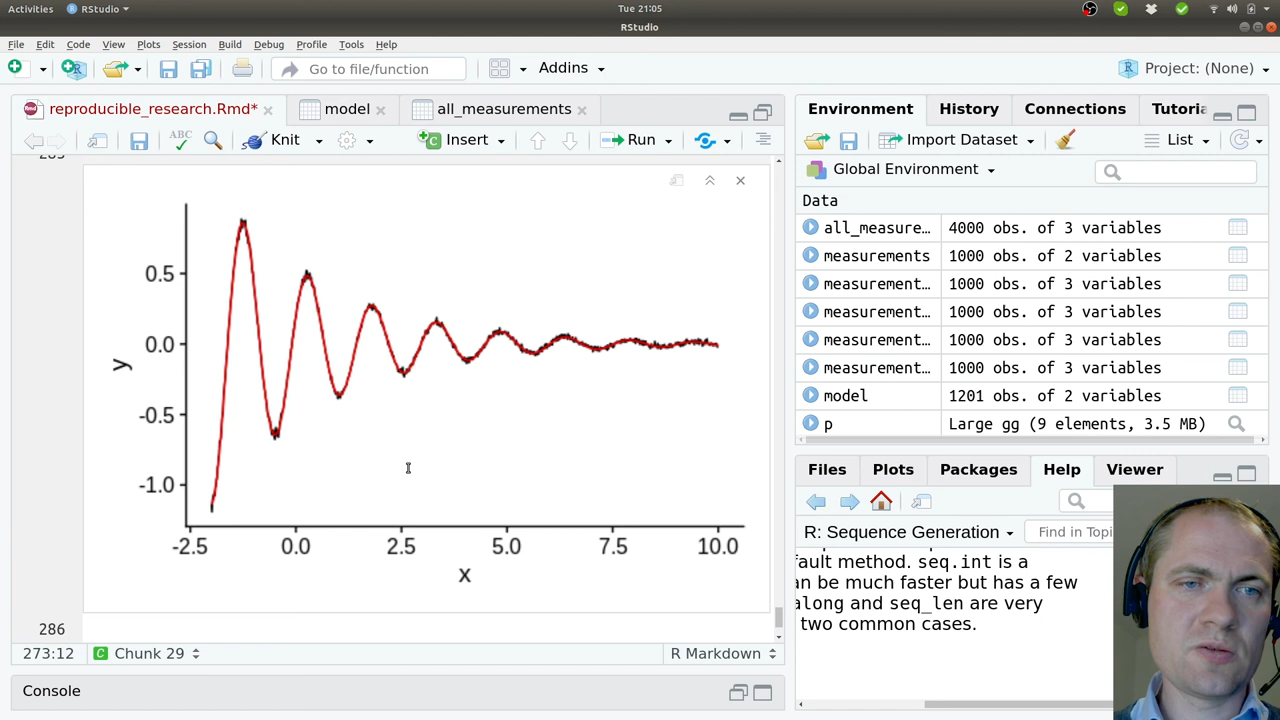 Activities RStudio Tue 21:05
RStudio
File Edit Code View Plots Session Build Debug Profile Tools Help
Go to file/function Addins Project: (None)
reproducible_research.Rmd* model all_measurements
ABC Knit Insert Run
0.5
0.0
-0.5
-1.0
y
-2.5 0.0 2.5 5.0 7.5 10.0
x
286
273:12 C Chunk 29 R Markdown
Console
Environment History Connections Tutoria
Import Dataset List
Global Environment
Data
all_measure… 4000 obs. of 3 variables
measurements 1000 obs. of 2 variables
measurement… 1000 obs. of 3 variables
measurement… 1000 obs. of 3 variables
measurement… 1000 obs. of 3 variables
measurement… 1000 obs. of 3 variables
model 1201 obs. of 2 variables
p Large gg (9 elements, 3.5 MB)
Files Plots Packages Help Viewer
R: Sequence Generation Find in Topi
fault method. seq.int is a
an be much faster but has a few
along and seq_len are very
two common cases.